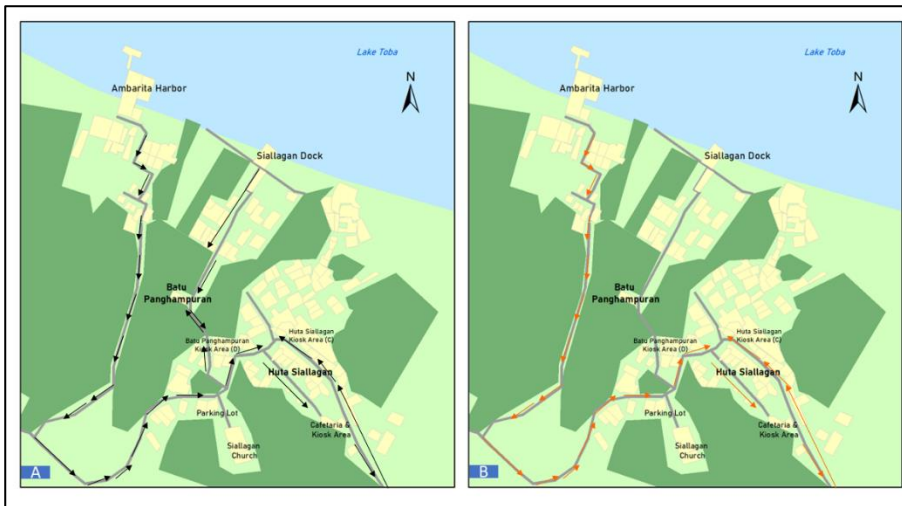 Lake Toba
N
Ambarita Harbor
Siallagan Dock
Batu
Panghampuran
Batu Panghampuran
Kiosk Area (D)
Huta Siallagan
Kiosk Area (C)
Huta Siallagan
Parking Lot
Cafetaria &
Kiosk Area
Siallagan
Church
A
Lake Toba
N
Ambarita Harbor
Siallagan Dock
Batu
Panghampuran
Batu Panghampuran
Kiosk Area (D)
Huta Siallagan
Kiosk Area (C)
Huta Siallagan
Parking Lot
Cafetaria &
Kiosk Area
Siallagan
Church
B